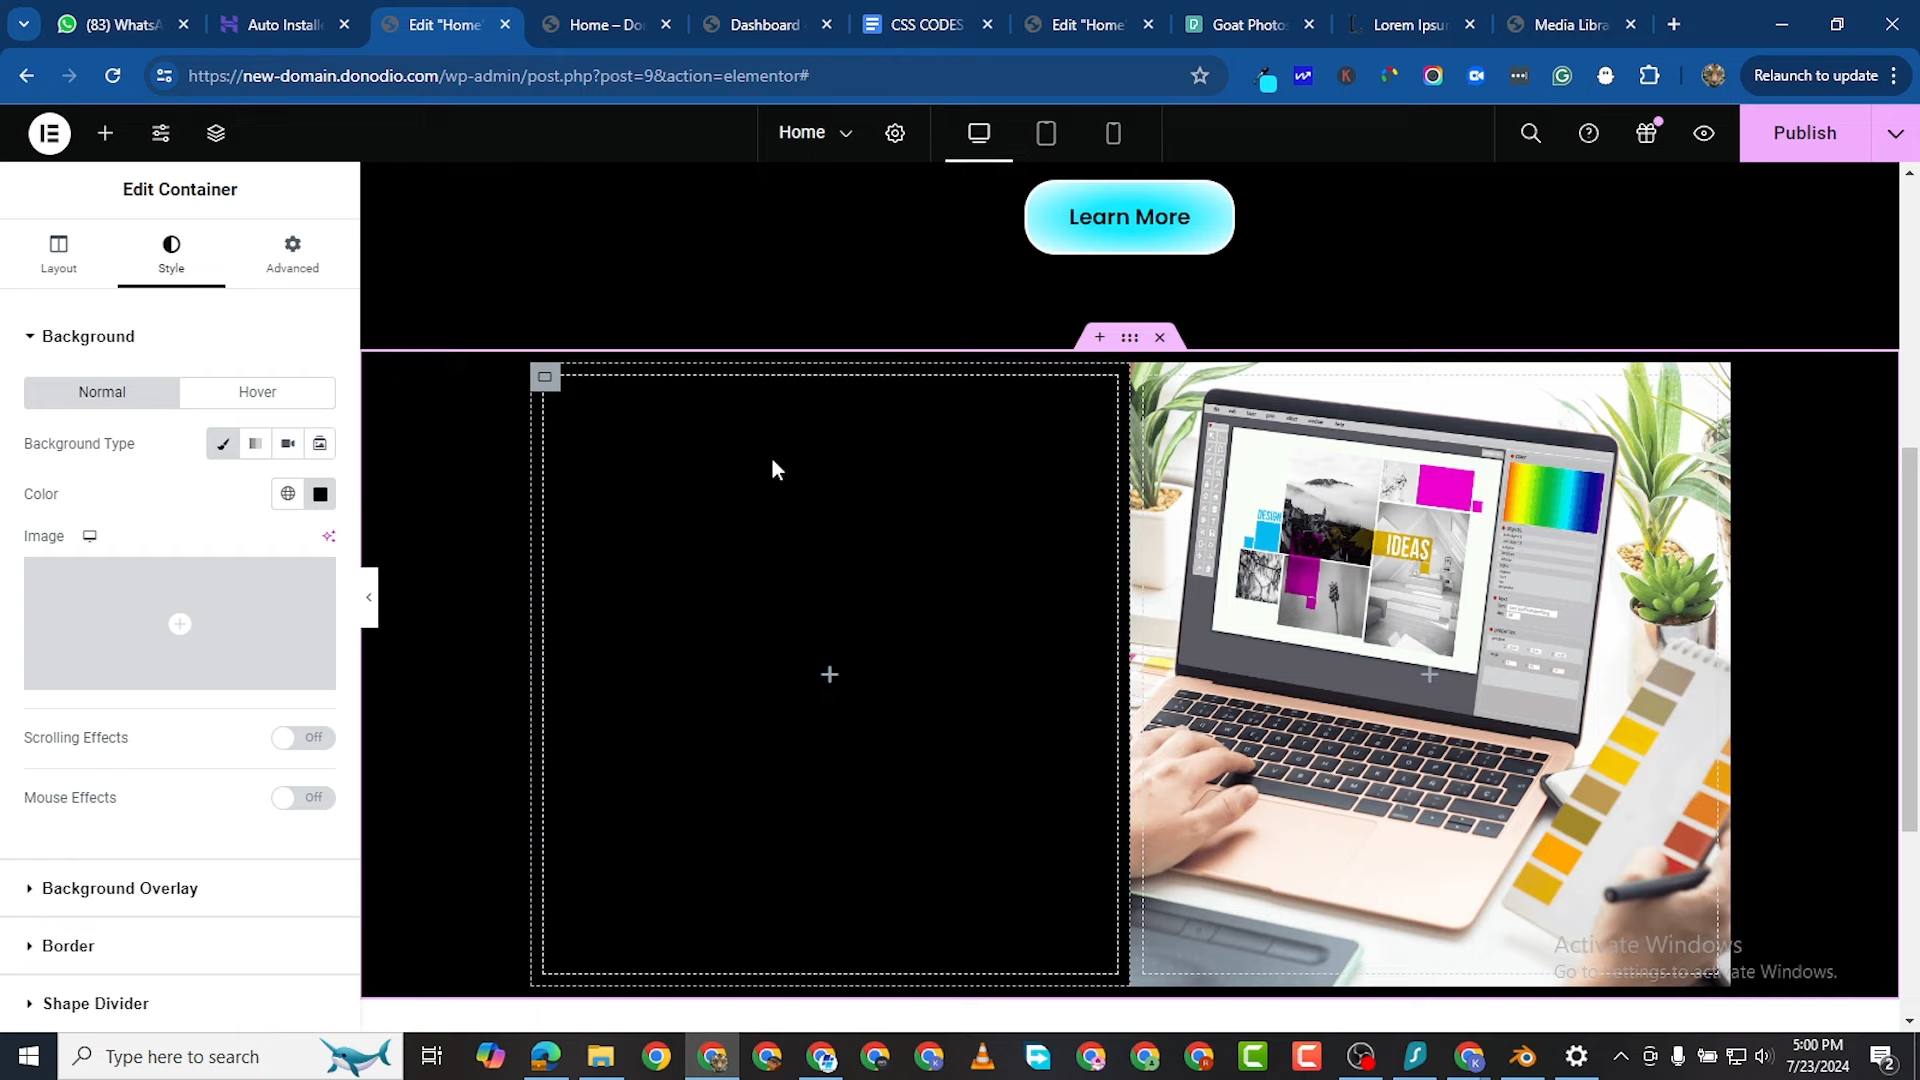 (83) WhatsA
Auto Installe
Edit "Home"
Home – Do
Dashboard
CSS CODES
Edit "Home"
Goat Photos
Lorem Ipsu
Media Libra
https://new-domain.donodio.com/wp-admin/post.php?post=9&action=elementor#
Relaunch to update
Home
Publish
Edit Container
Layout
Style
Advanced
Background
Normal
Hover
Background Type
Color
Image
Scrolling Effects
Off
Mouse Effects
Off
Background Overlay
Border
Shape Divider
Learn More
DESIGN
IDEAS
Activate Windows
Go to Settings to activate Windows.
Type here to search
5:00 PM
7/23/2024
2